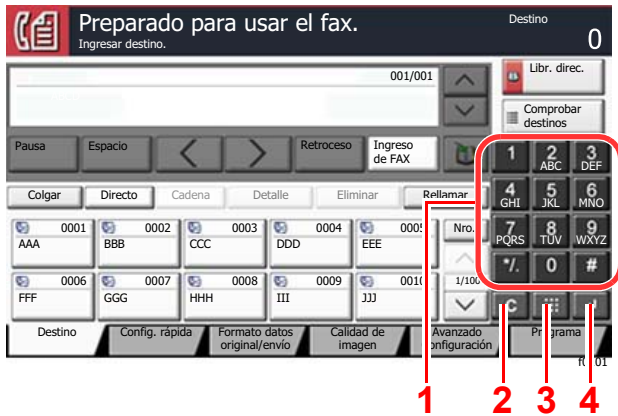 Preparado para usar el fax.
Ingresar destino.
Destino
0
001/001
Libr. direc.
Comprobar
destinos
Pausa
Espacio
Retroceso
Ingreso
de FAX
1
2
ABC
3
DEF
4
GHI
5
JKL
6
MNO
7
PQRS
8
TUV
9
WXYZ
*/.
0
#
C
Colgar
Directo
Cadena
Detalle
Eliminar
Rellamar
0001
AAA
0002
BBB
0003
CCC
0004
DDD
0005
EEE
Nro.
0006
FFF
0007
GGG
0008
HHH
0009
III
0010
JJJ
1/100
Destino
Config. rápida
Formato datos
original/envío
Calidad de
imagen
Avanzado
Configuración
Programa
1
2
3
4